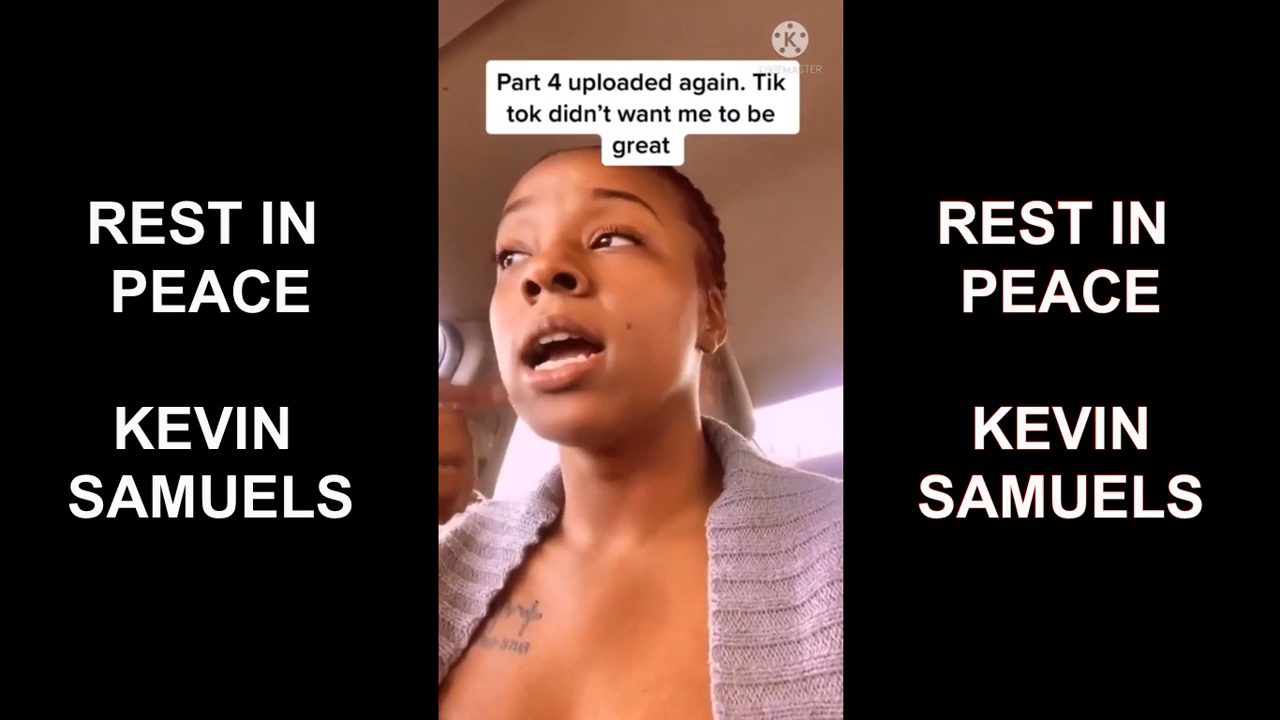 K
KINEMASTER
Part 4 uploaded again. Tik
tok didn’t want me to be
great
REST IN
PEACE
KEVIN
SAMUELS
REST IN
PEACE
KEVIN
SAMUELS